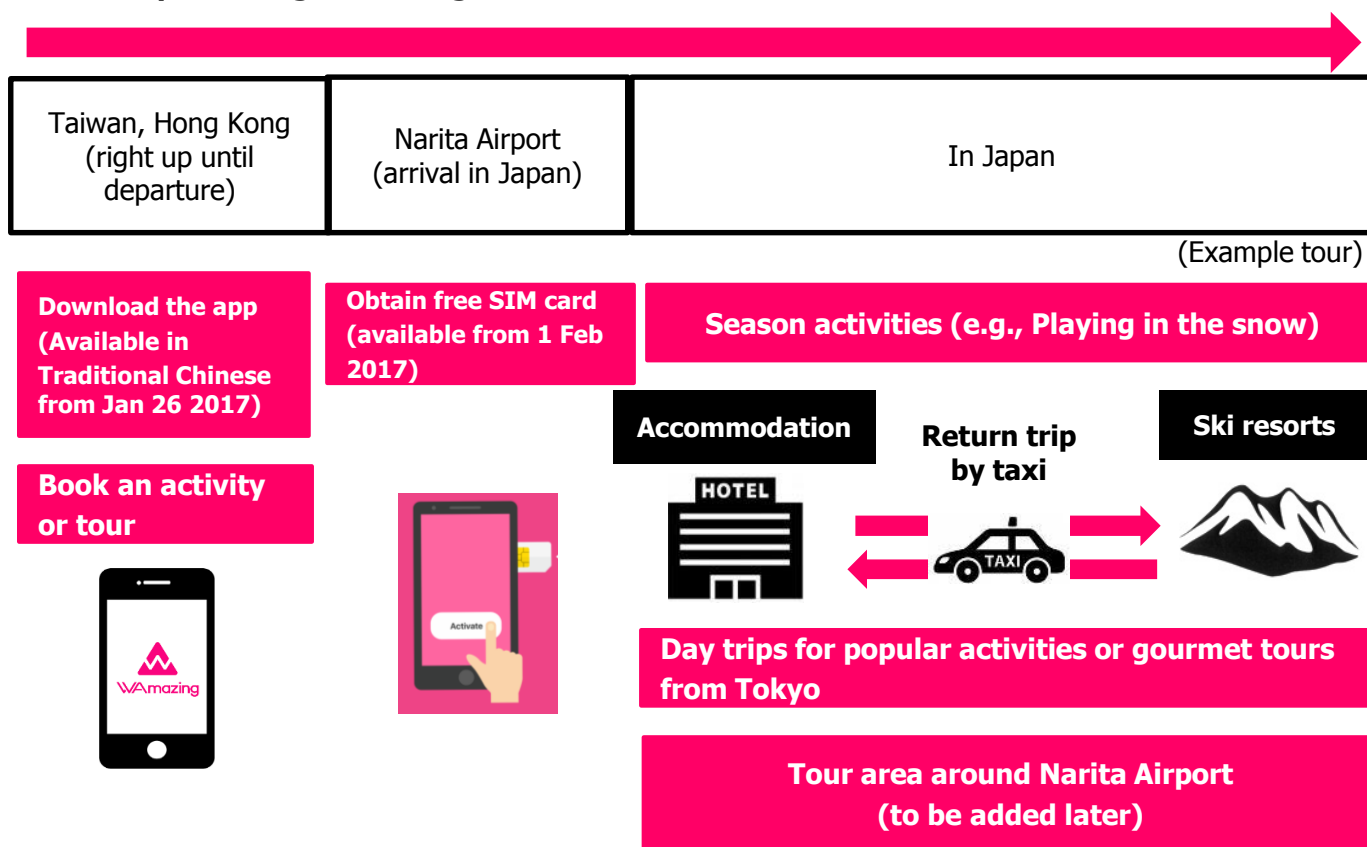 Taiwan, Hong Kong
(right up until
departure)
Narita Airport
(arrival in Japan)
In Japan
(Example tour)
Download the app
(Available in
Traditional Chinese
from Jan 26 2017)
Obtain free SIM card
(available from 1 Feb
2017)
Season activities (e.g., Playing in the snow)
Book an activity
or tour
WAmazing
Activate
Accommodation
HOTEL
Return trip
by taxi
TAXI
Ski resorts
Day trips for popular activities or gourmet tours
from Tokyo
Tour area around Narita Airport
(to be added later)